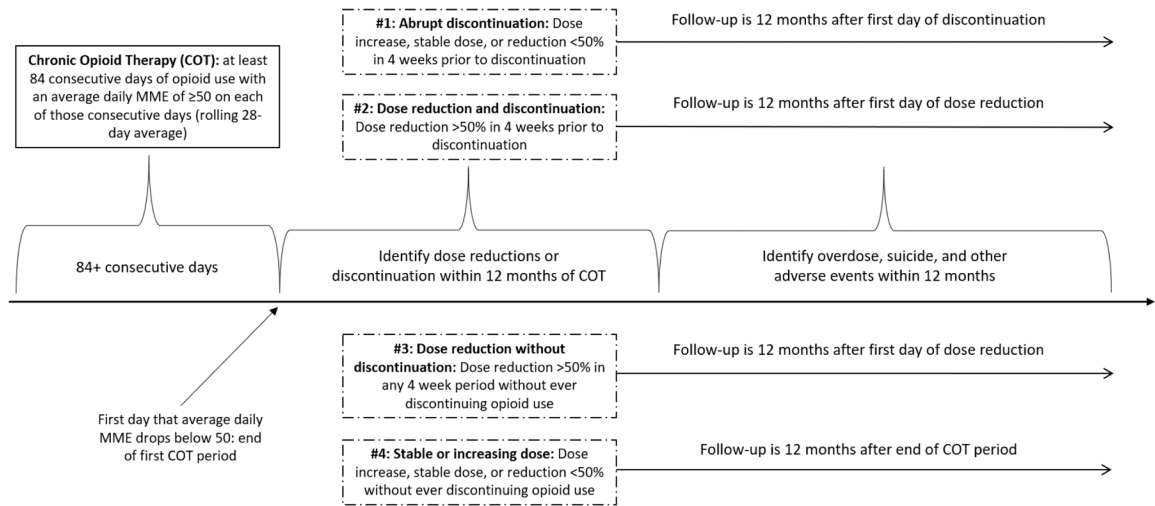 Chronic Opioid Therapy (COT): at least
84 consecutive days of opioid use with
an average daily MME of ≥50 on each
of those consecutive days (rolling 28-
day average)
#1: Abrupt discontinuation: Dose
increase, stable dose, or reduction <50%
in 4 weeks prior to discontinuation
Follow-up is 12 months after first day of discontinuation
#2: Dose reduction and discontinuation:
Dose reduction >50% in 4 weeks prior to
discontinuation
Follow-up is 12 months after first day of dose reduction
84+ consecutive days
Identify dose reductions or
discontinuation within 12 months of COT
Identify overdose, suicide, and other
adverse events within 12 months
First day that average daily
MME drops below 50: end
of first COT period
#3: Dose reduction without
discontinuation: Dose reduction >50% in
any 4 week period without ever
discontinuing opioid use
Follow-up is 12 months after first day of dose reduction
#4: Stable or increasing dose: Dose
increase, stable dose, or reduction <50%
without ever discontinuing opioid use
Follow-up is 12 months after end of COT period